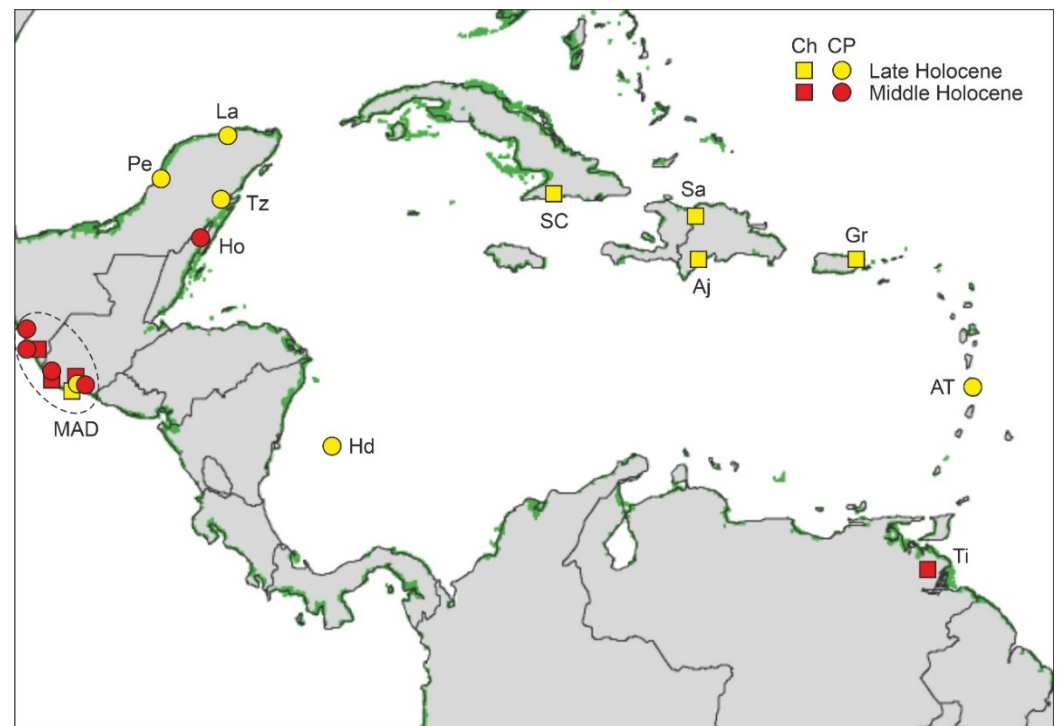 Ch CP
Late Holocene
Middle Holocene
La
Pe
Tz
Ho
SC
Sa
Aj
Gr
MAD
Hd
AT
Ti